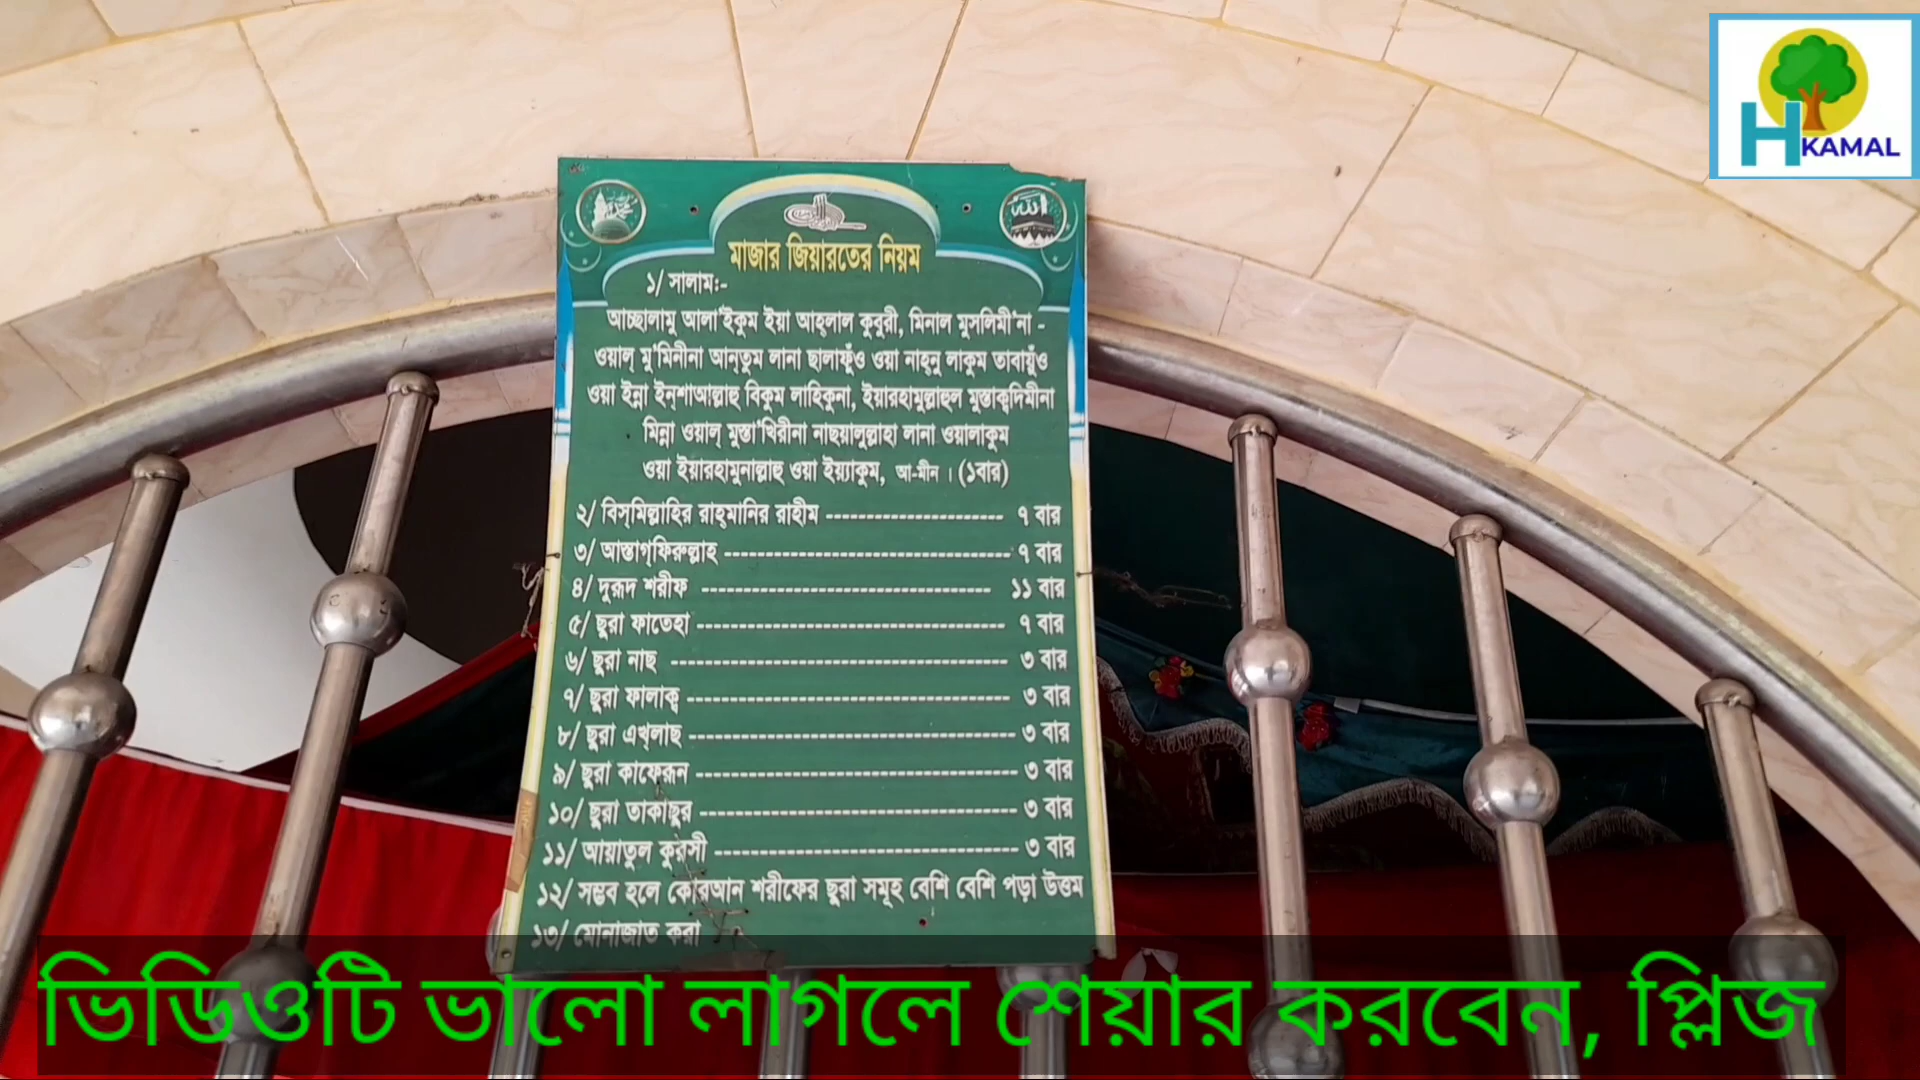 H KAMAL
মাজার জিয়ারতের নিয়ম
১/ সালামঃ-
আচ্ছালামু আলা'ইকুম ইয়া আহ্‌লাল কুবুরী, মিনাল মুসলিমী'না -
ওয়াল্ মু'মিনীনা আন্‌তুম লানা ছালাফুঁও ওয়া নাহ্‌নু লাকুম তাবায়ুঁও
ওয়া ইন্না ইন্‌শাআল্লাহু বিকুম লাহিকুনা, ইয়ারহামুল্লাহুল মুস্তাক্বদিমীনা
মিন্না ওয়াল্ মুস্তা'খিরীনা নাছয়ালুল্লাহা লানা ওয়ালাকুম
ওয়া ইয়ারহামুনাল্লাহু ওয়া ইয়্যাকুম, আ-মীন । (১বার)
২/ বিস্‌মিল্লাহির রাহ্‌মানির রাহীম -------------------- ৭ বার
৩/ আস্তাগ্‌ফিরুল্লাহ -------------------------------- ৭ বার
৪/ দুরূদ শরীফ -------------------------------- ১১ বার
৫/ ছুরা ফাতেহা ---------------------------------- ৭ বার
৬/ ছুরা নাছ ------------------------------------- ৩ বার
৭/ ছুরা ফালাক্ব ----------------------------------- ৩ বার
৮/ ছুরা এখ্‌লাছ ----------------------------------- ৩ বার
৯/ ছুরা কাফেরূন ---------------------------------- ৩ বার
১০/ ছুরা তাকাছুর ---------------------------------- ৩ বার
১১/ আয়াতুল কুরসী -------------------------------- ৩ বার
১২/ সম্ভব হলে কোরআন শরীফের ছুরা সমূহ বেশি বেশি পড়া উত্তম
১৩/ মোনাজাত করা
ভিডিওটি ভালো লাগলে শেয়ার করবেন, প্লিজ